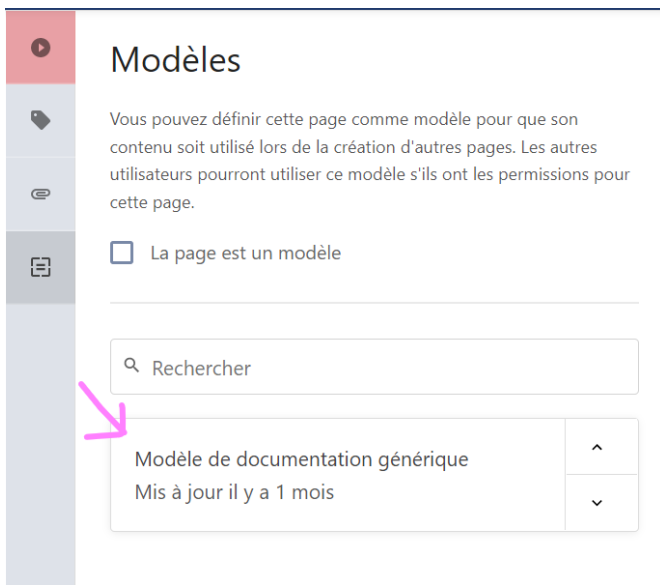 Modèles
Vous pouvez définir cette page comme modèle pour que son
contenu soit utilisé lors de la création d'autres pages. Les autres
utilisateurs pourront utiliser ce modèle s'ils ont les permissions pour
cette page.
La page est un modèle
Rechercher
Modèle de documentation générique
Mis à jour il y a 1 mois